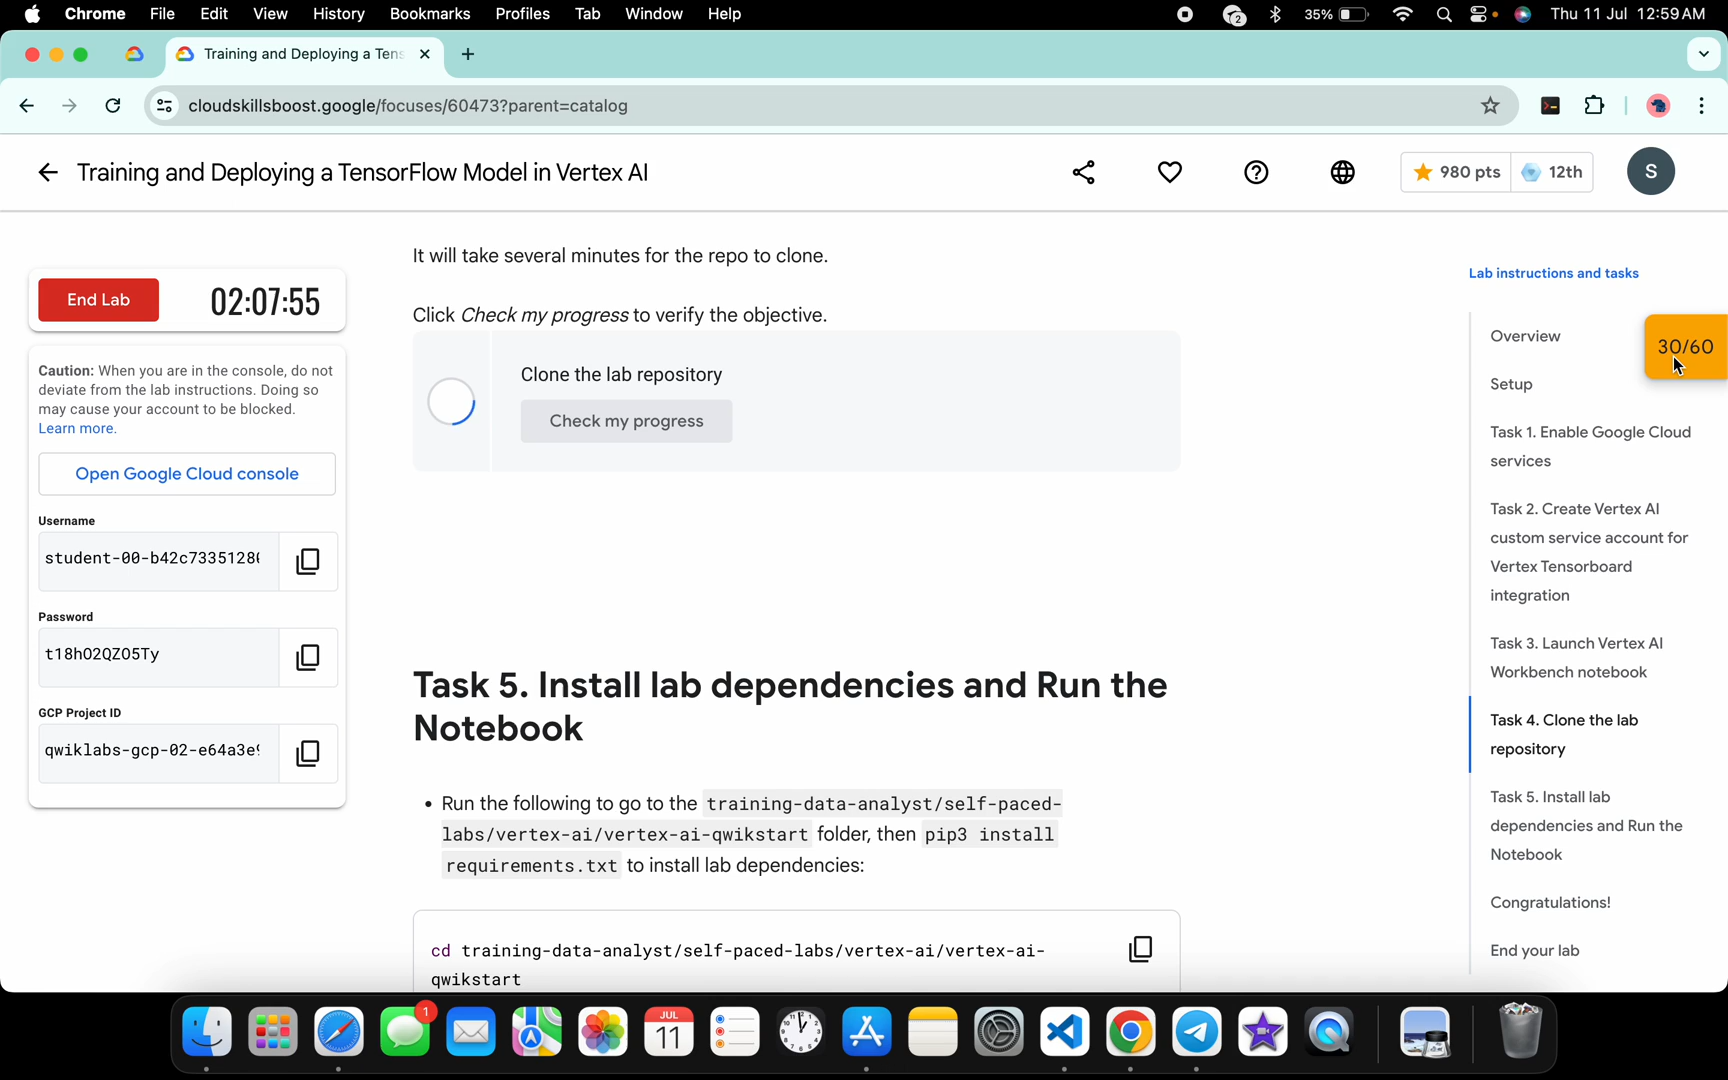 Chrome File Edit View History Bookmarks Profiles Tab Window Help 2 35% Thu 11 Jul 12:59 AM
Training and Deploying a Tens
cloudskillsboost.google/focuses/60473?parent=catalog
Training and Deploying a TensorFlow Model in Vertex AI 980 pts 12th S
End Lab 02:07:55
Caution: When you are in the console, do not
deviate from the lab instructions. Doing so
may cause your account to be blocked.
Learn more.
Open Google Cloud console
Username
student-00-b42c7335128
Password
t18hO2QZO5Ty
GCP Project ID
qwiklabs-gcp-02-e64a3e
It will take several minutes for the repo to clone.
Click Check my progress to verify the objective.
Clone the lab repository
Check my progress
Task 5. Install lab dependencies and Run the
Notebook
• Run the following to go to the training-data-analyst/self-paced-
labs/vertex-ai/vertex-ai-qwikstart folder, then pip3 install
requirements.txt to install lab dependencies:
cd training-data-analyst/self-paced-labs/vertex-ai/vertex-ai-
qwikstart
Lab instructions and tasks
30/60
Overview
Setup
Task 1. Enable Google Cloud
services
Task 2. Create Vertex AI
custom service account for
Vertex Tensorboard
integration
Task 3. Launch Vertex AI
Workbench notebook
Task 4. Clone the lab
repository
Task 5. Install lab
dependencies and Run the
Notebook
Congratulations!
End your lab
1
JUL
11